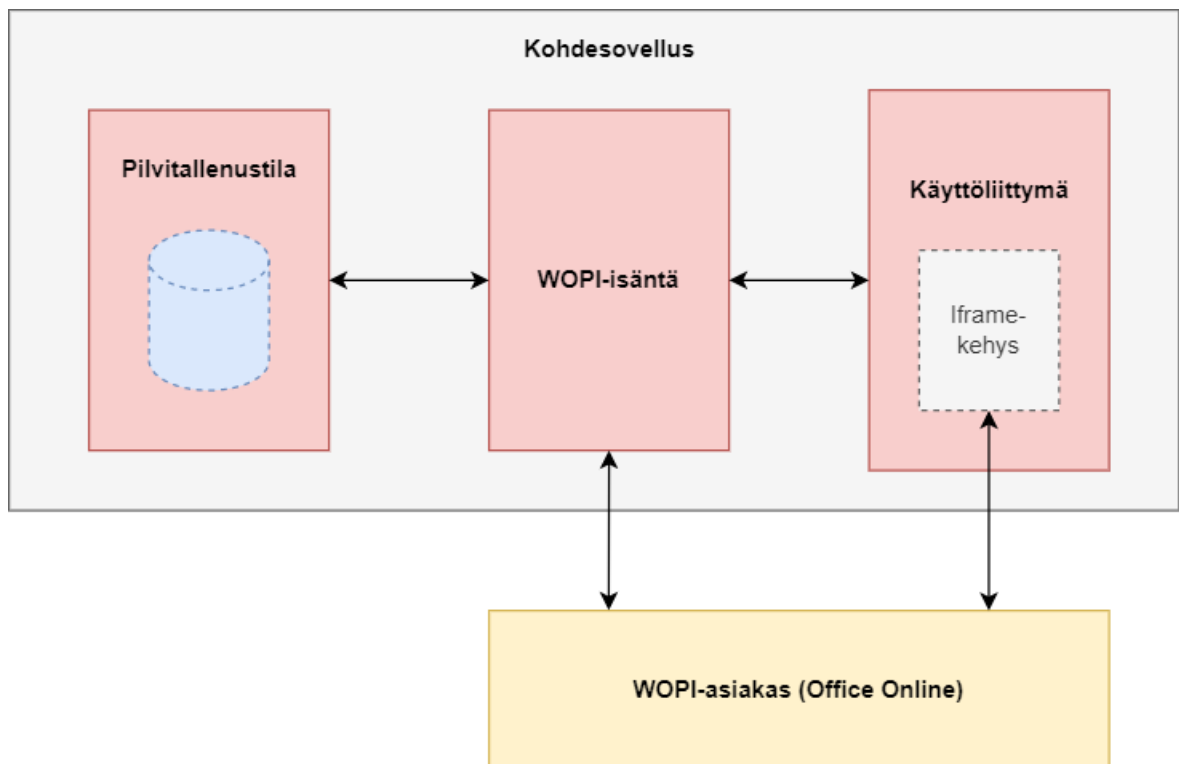 Kohdesovellus
Pilvitallenustila
WOPI-isäntä
Käyttöliittymä
Iframe-
kehys
WOPI-asiakas (Office Online)